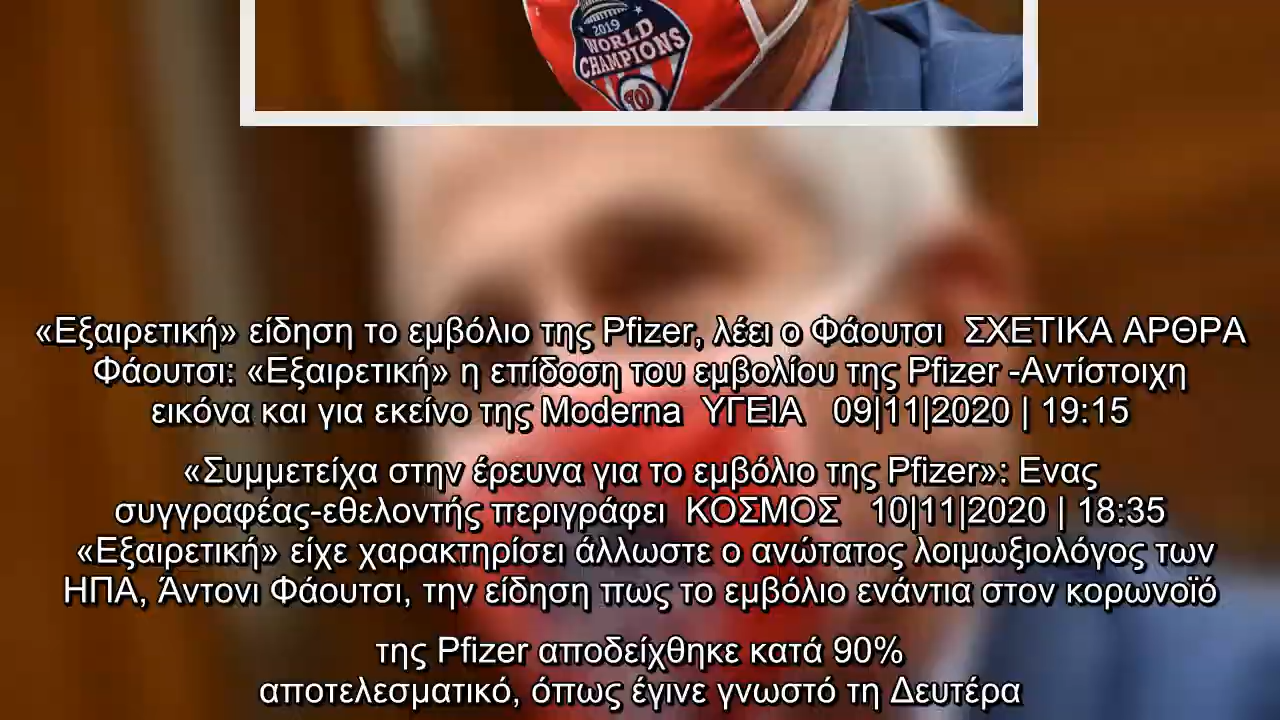 2019
WORLD
CHAMPIONS
W
«Εξαιρετική» είδηση το εμβόλιο της Pfizer, λέει ο Φάουτσι ΣΧΕΤΙΚΑ ΑΡΘΡΑ
Φάουτσι: «Εξαιρετική» η επίδοση του εμβολίου της Pfizer -Αντίστοιχη
εικόνα και για εκείνο της Moderna ΥΓΕΙΑ 09|11|2020 | 19:15
«Συμμετείχα στην έρευνα για το εμβόλιο της Pfizer»: Ενας
συγγραφέας-εθελοντής περιγράφει ΚΟΣΜΟΣ 10|11|2020 | 18:35
«Εξαιρετική» είχε χαρακτηρίσει άλλωστε ο ανώτατος λοιμωξιολόγος των
ΗΠΑ, Άντονι Φάουτσι, την είδηση πως το εμβόλιο ενάντια στον κορωνοϊό
της Pfizer αποδείχθηκε κατά 90%
αποτελεσματικό, όπως έγινε γνωστό τη Δευτέρα